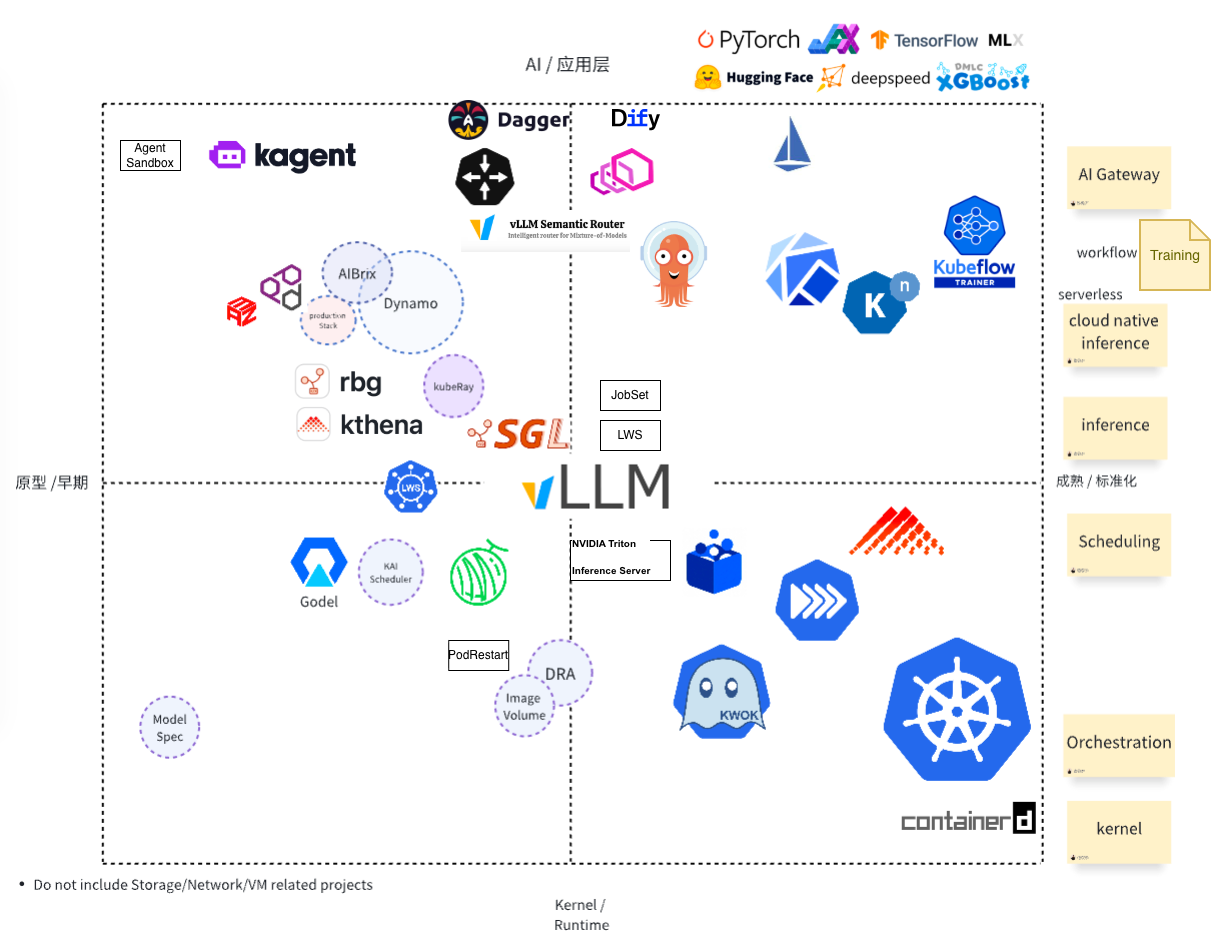 PyTorch
JAX
TensorFlow
MLX
AI / 应用层
Hugging Face
deepspeed
DMLC
XGBoost
Dagger
Dify
Agent
Sandbox
kagent
AI Gateway
vLLM Semantic Router
Intelligent router for Mixture-of-Models
Kubeflow
TRAINER
workflow
Training
AIBrix
Dynamo
production
Stack
K
n
serverless
cloud native
inference
rbg
kubeRay
JobSet
kthena
SGL
LWS
inference
原型 /早期
LWS
vLLM
成熟 / 标准化
Godel
KAI
Scheduler
NVIDIA Triton
Inference Server
Scheduling
PodRestart
DRA
Image
Volume
KWOK
Model
Spec
Orchestration
containerd
kernel
• Do not include Storage/Network/VM related projects
Kernel /
Runtime